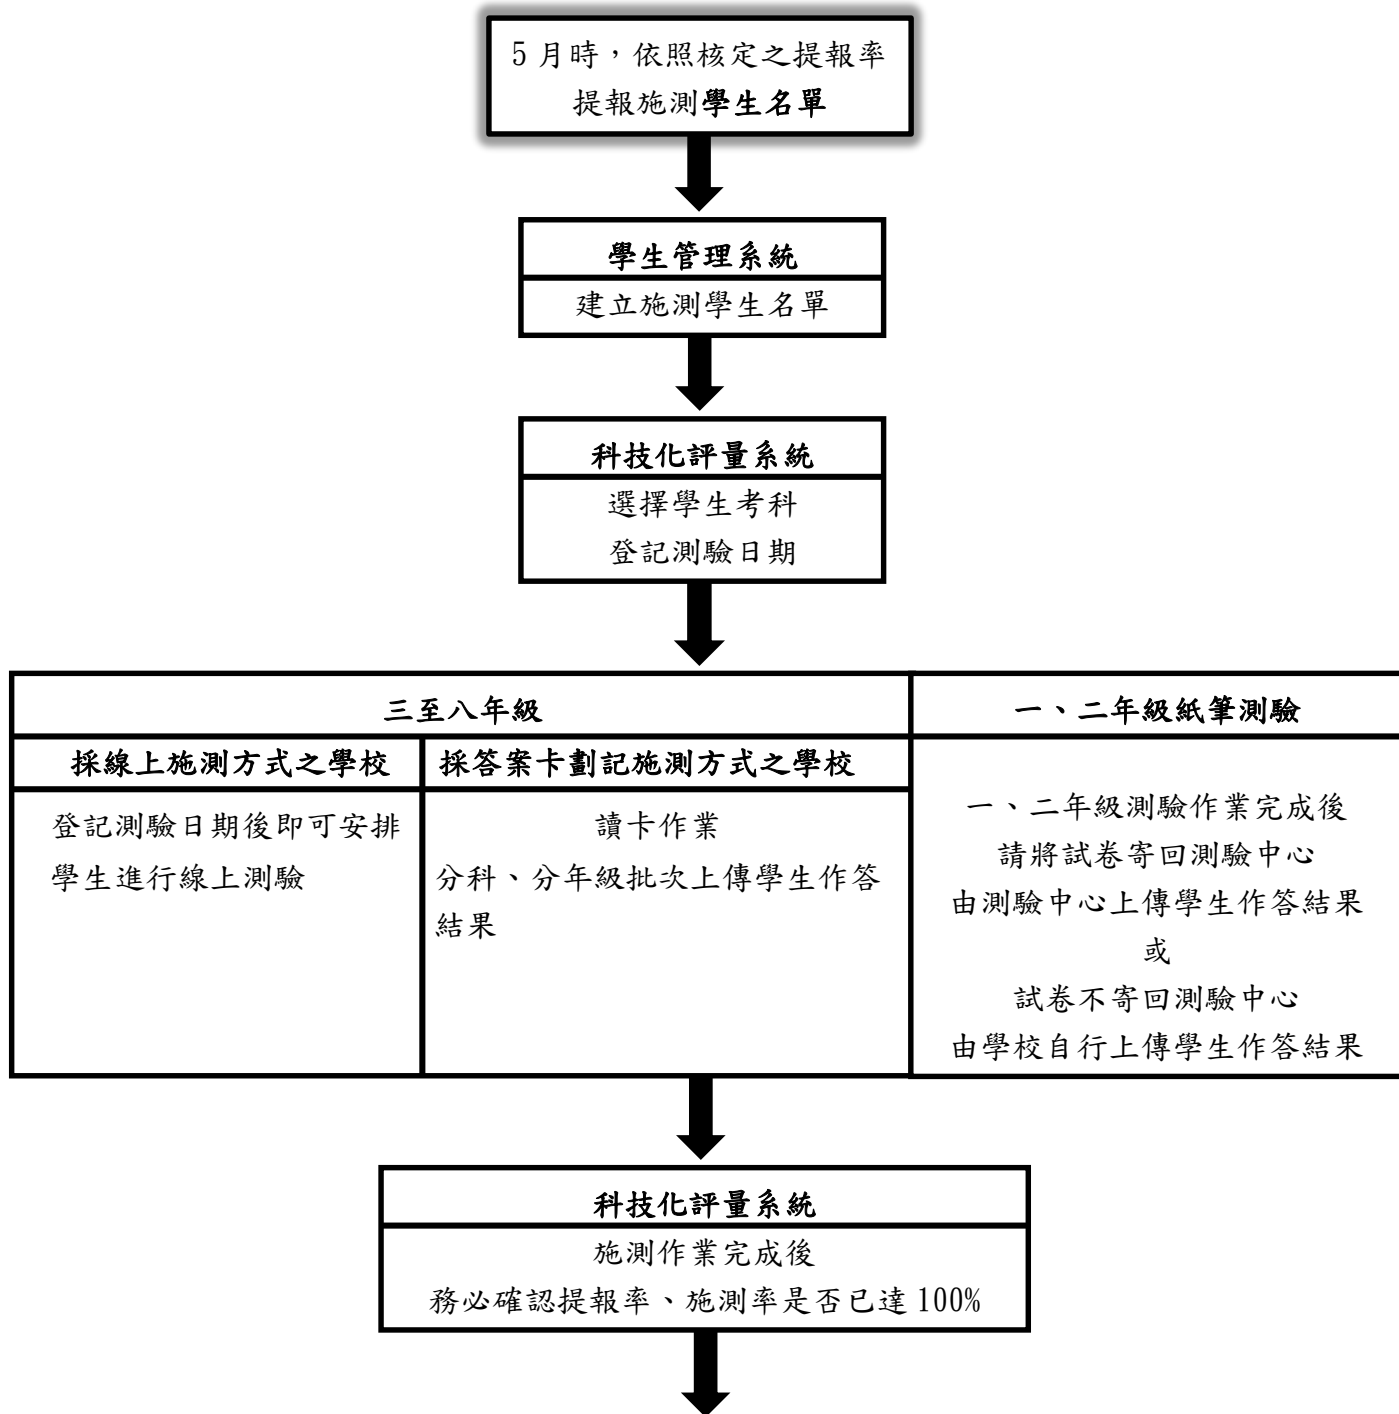 5 月時，依照核定之提報率
提報施測學生名單
學生管理系統
建立施測學生名單
科技化評量系統
選擇學生考科
登記測驗日期
三至八年級
一、二年級紙筆測驗
採線上施測方式之學校
採答案卡劃記施測方式之學校
登記測驗日期後即可安排
學生進行線上測驗
讀卡作業
分科、分年級批次上傳學生作答
結果
一、二年級測驗作業完成後
請將試卷寄回測驗中心
由測驗中心上傳學生作答結果
或
試卷不寄回測驗中心
由學校自行上傳學生作答結果
科技化評量系統
施測作業完成後
務必確認提報率、施測率是否已達 100%